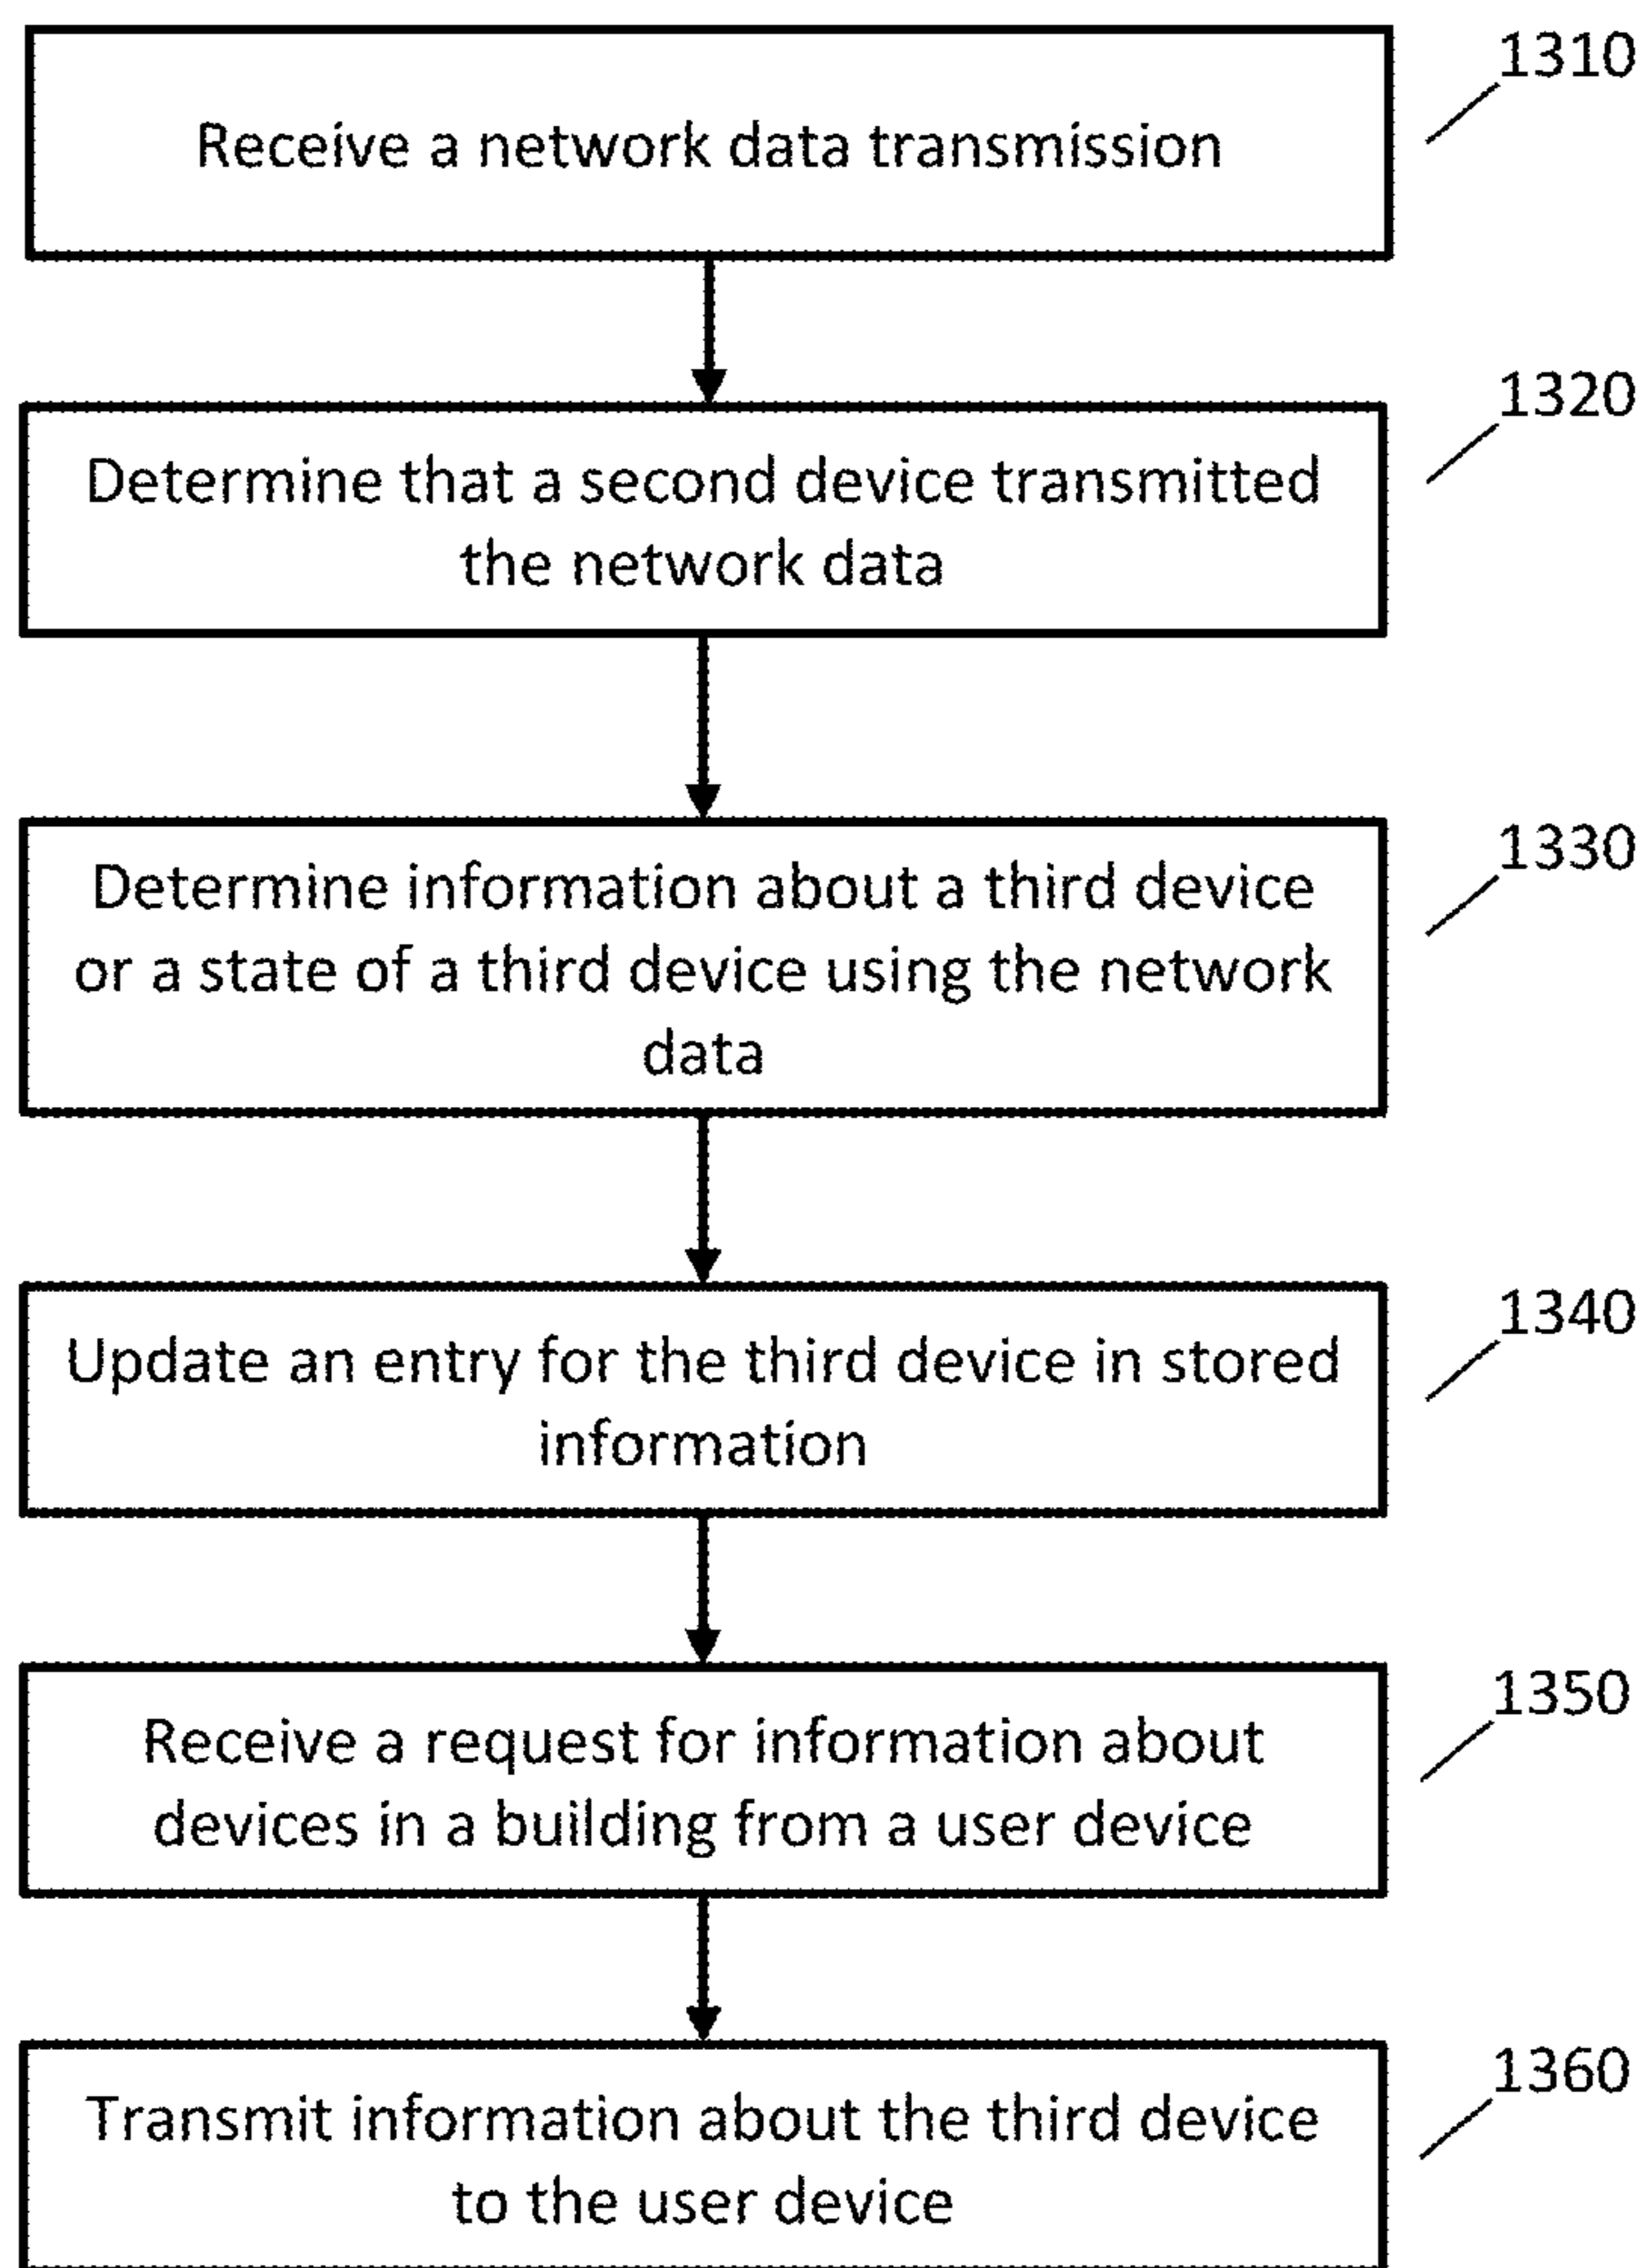 1310
Receive a network data transmission
1320
Determine that a second device transmitted
the network data
1330
Determine information about a third device
or a state of a third device using the network
data
1340
Update an entry for the third device in stored
information
1350
Receive a request for information about
devices in a building from a user device
1360
Transmit information about the third device
to the user device